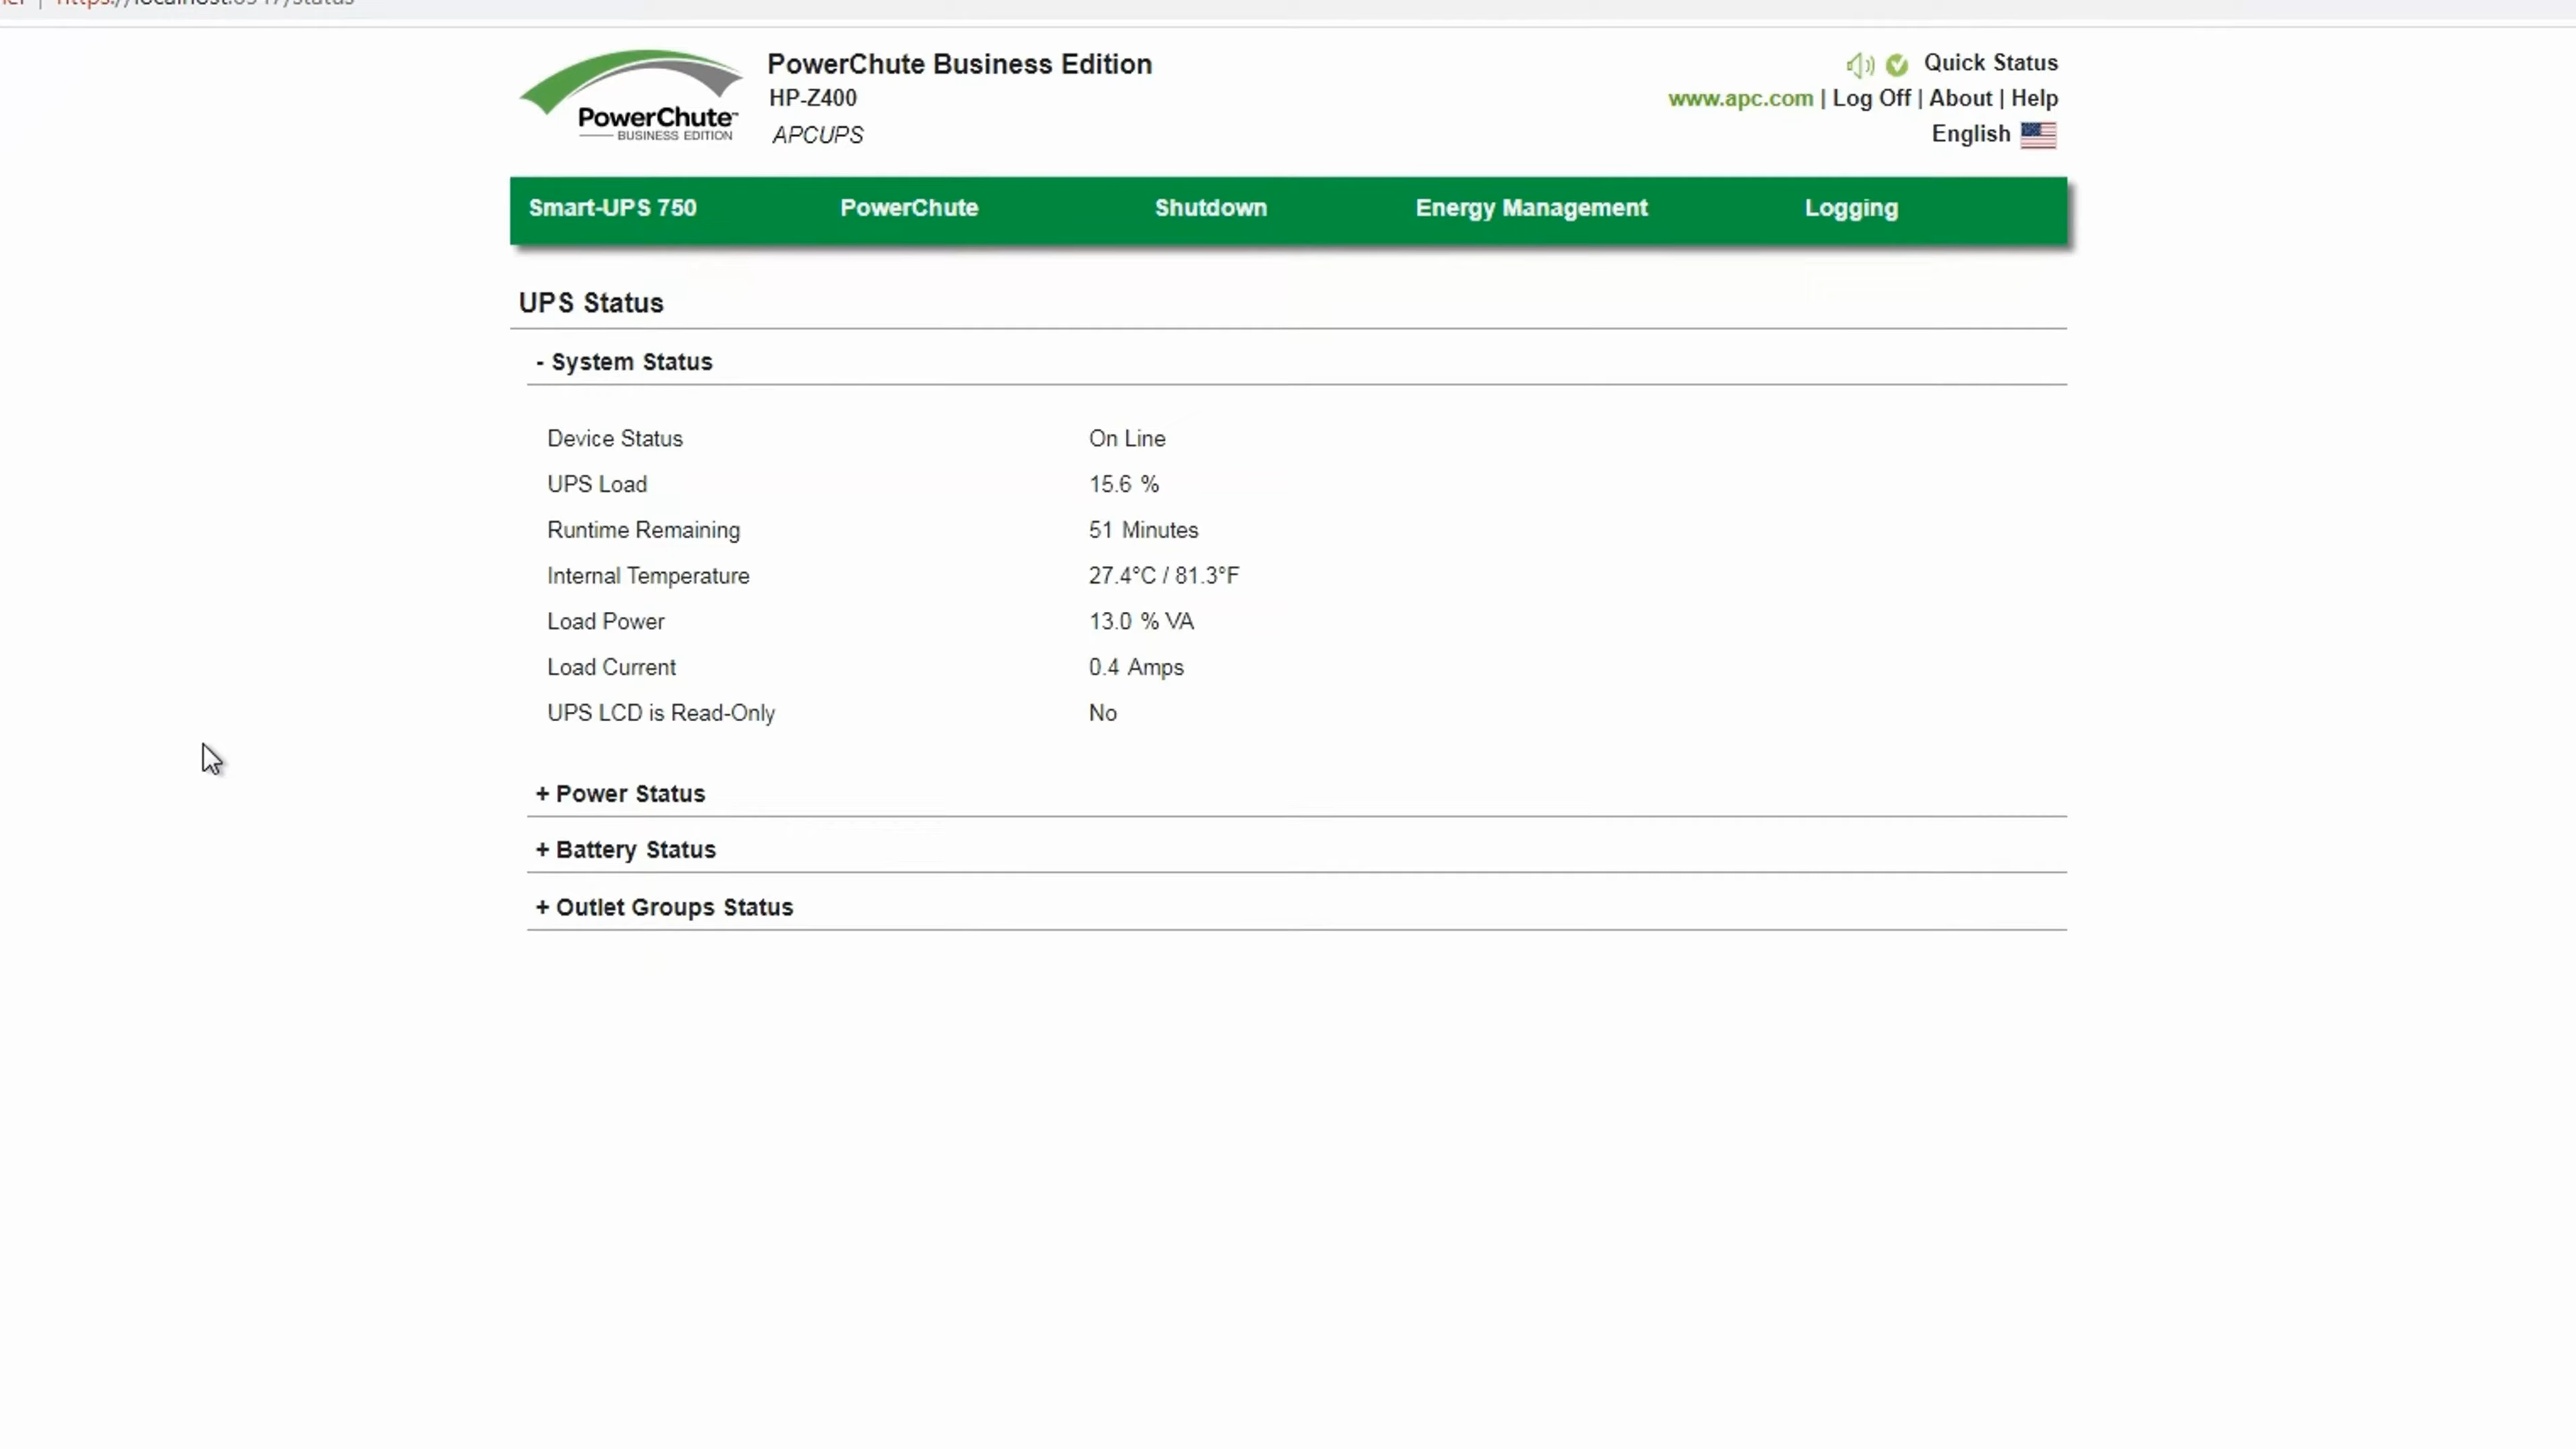 PowerChute Business Edition
HP-Z400
APCUPS
PowerChute™
BUSINESS EDITION
Quick Status
www.apc.com | Log Off | About | Help
English
Smart-UPS 750 PowerChute Shutdown Energy Management Logging
UPS Status
- System Status
Device Status On Line
UPS Load 15.6 %
Runtime Remaining 51 Minutes
Internal Temperature 27.4°C / 81.3°F
Load Power 13.0 % VA
Load Current 0.4 Amps
UPS LCD is Read-Only No
+ Power Status
+ Battery Status
+ Outlet Groups Status